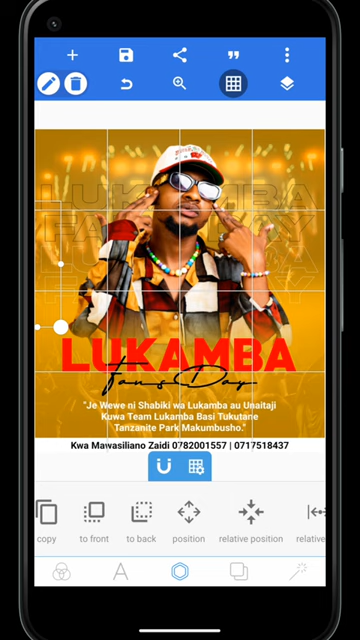 LUKAMBA
FANS DAY
LUKAMBA
LUKAMBA
Fans Day
"Je Wewe ni Shabiki wa Lukamba au Unaitaji
Kuwa Team Lukamba Basi Tukutane
Tanzanite Park Makumbusho."
Kwa Mawasiliano Zaidi 0782001557 | 0717518437
copy
to front
to back
position
relative position
relative